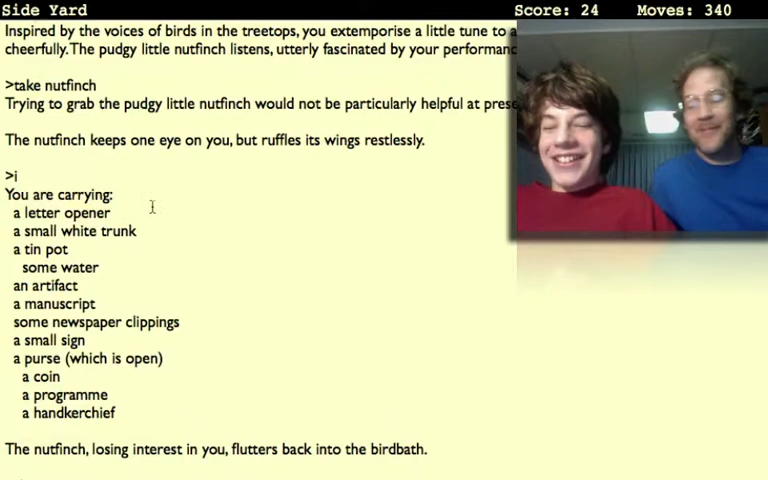 Side Yard Score: 24 Moves: 340
Inspired by the voices of birds in the treetops, you extemporise a little tune to
cheerfully. The pudgy little nutfinch listens, utterly fascinated by your
>take nutfinch
Trying to grab the pudgy little nutfinch would not be particularly helpful at
The nutfinch keeps one eye on you, but ruffles its wings restlessly.
>i
You are carrying:
a letter opener
a small white trunk
a tin pot
some water
an artifact
a manuscript
some newspaper clippings
a small sign
a purse (which is open)
a coin
a programme
a handkerchief
The nutfinch, losing interest in you, flutters back into the birdbath.